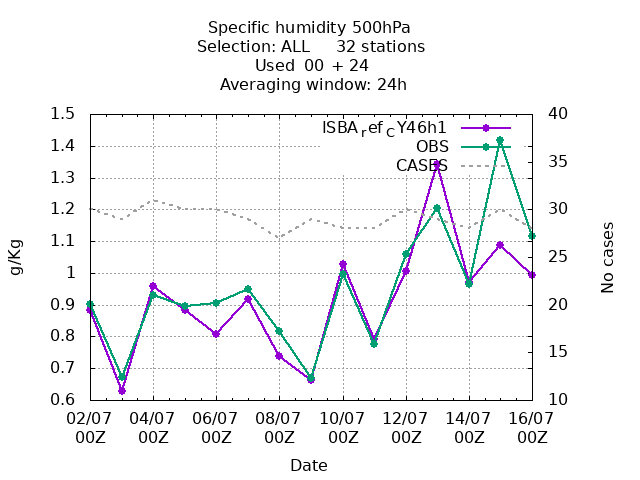 Specific humidity 500hPa
Selection: ALL 32 stations
Used 00 + 24
Averaging window: 24h
1.5
1.4
1.3
1.2
1.1
1
0.9
0.8
0.7
0.6
g/Kg
40
35
30
25
20
15
10
No cases
ISBA_ref_CY46h1
OBS
CASES
02/07 04/07 06/07 08/07 10/07 12/07 14/07 16/07
00Z 00Z 00Z 00Z 00Z 00Z 00Z 00Z
Date